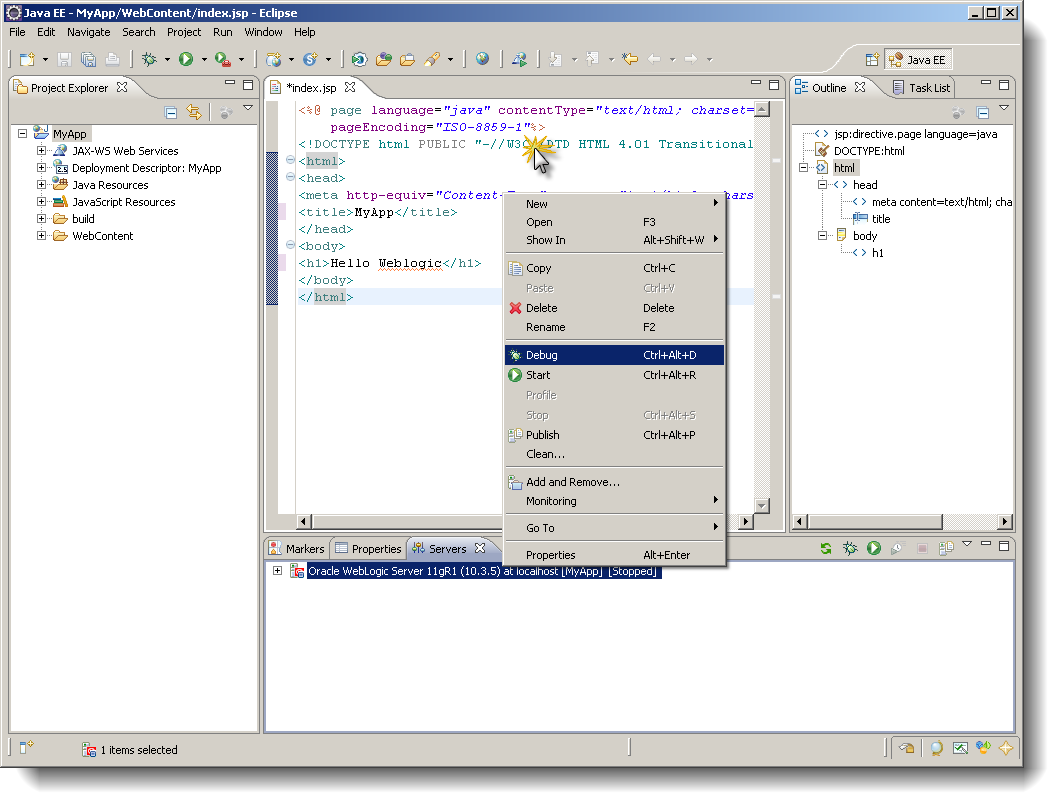 Java EE - MyApp/WebContent/index.jsp - Eclipse
File Edit Navigate Search Project Run Window Help
Java EE
Project Explorer
MyApp
JAX-WS Web Services
Deployment Descriptor: MyApp
Java Resources
JavaScript Resources
build
WebContent
*index.jsp
<%@ page language="java" contentType="text/html; charset=
pageEncoding="ISO-8859-1"%>
<!DOCTYPE html PUBLIC "-//W3C//DTD HTML 4.01 Transitional
<html>
<head>
<meta http-equiv="Content-
<title>MyApp</title>
</head>
<body>
<h1>Hello Weblogic</h1>
</body>
</html>
New
Open F3
Show In Alt+Shift+W
Copy Ctrl+C
Paste Ctrl+V
Delete Delete
Rename F2
Debug Ctrl+Alt+D
Start Ctrl+Alt+R
Profile
Stop Ctrl+Alt+S
Publish Ctrl+Alt+P
Clean...
Add and Remove...
Monitoring
Go To
Properties Alt+Enter
Outline Task List
jsp:directive.page language=java
DOCTYPE:html
html
head
meta content=text/html; cha
title
body
h1
Markers Properties Servers
Oracle WebLogic Server 11gR1 (10.3.5) at localhost [MyApp] [Stopped]
1 items selected